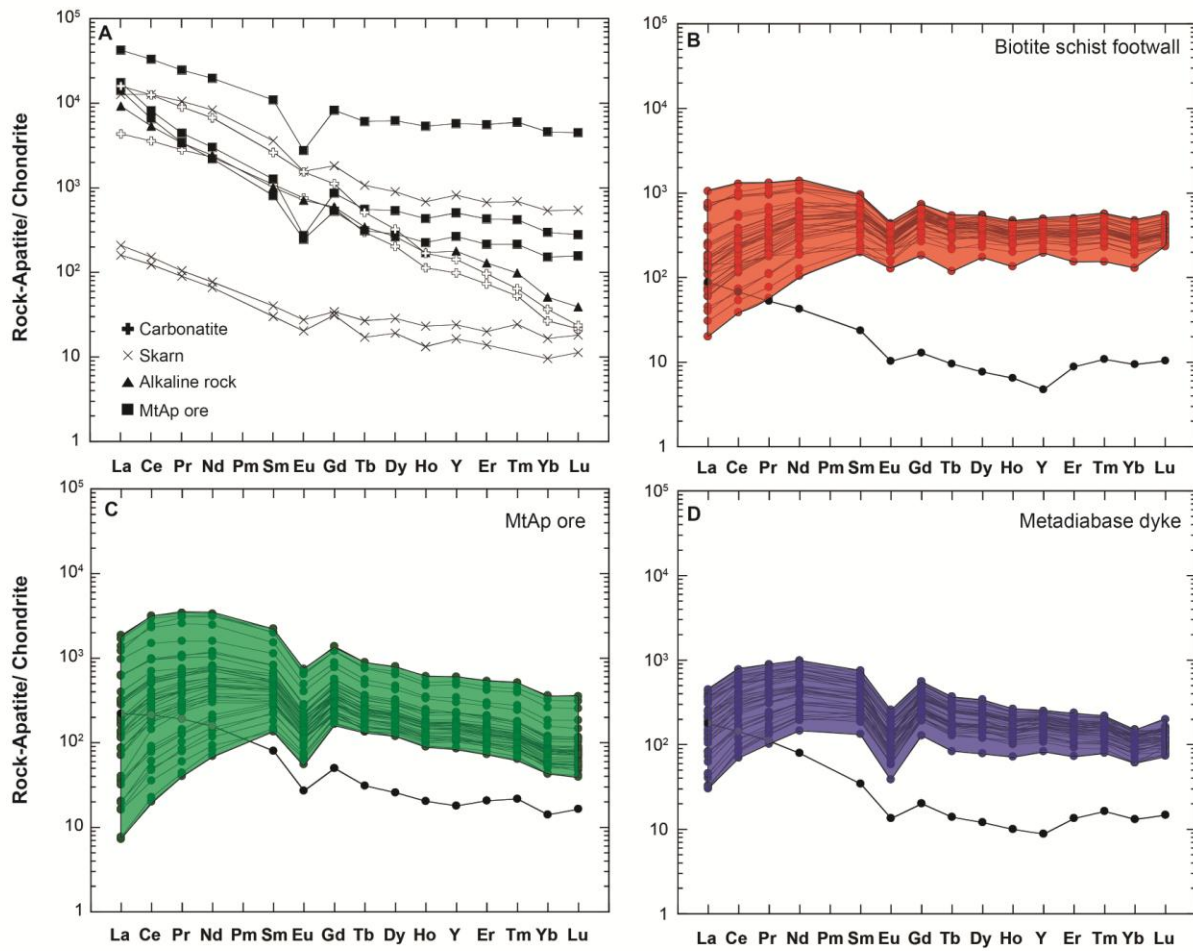 A
Rock-Apatite/ Chondrite
10⁵
10⁴
10³
10²
10
1
Carbonatite
Skarn
Alkaline rock
MtAp ore
La Ce Pr Nd Pm Sm Eu Gd Tb Dy Ho Y Er Tm Yb Lu
B
Biotite schist footwall
10⁵
10⁴
10³
10²
10
1
La Ce Pr Nd Pm Sm Eu Gd Tb Dy Ho Y Er Tm Yb Lu
C
MtAp ore
Rock-Apatite/ Chondrite
10⁵
10⁴
10³
10²
10
1
La Ce Pr Nd Pm Sm Eu Gd Tb Dy Ho Y Er Tm Yb Lu
D
Metadiabase dyke
10⁵
10⁴
10³
10²
10
1
La Ce Pr Nd Pm Sm Eu Gd Tb Dy Ho Y Er Tm Yb Lu